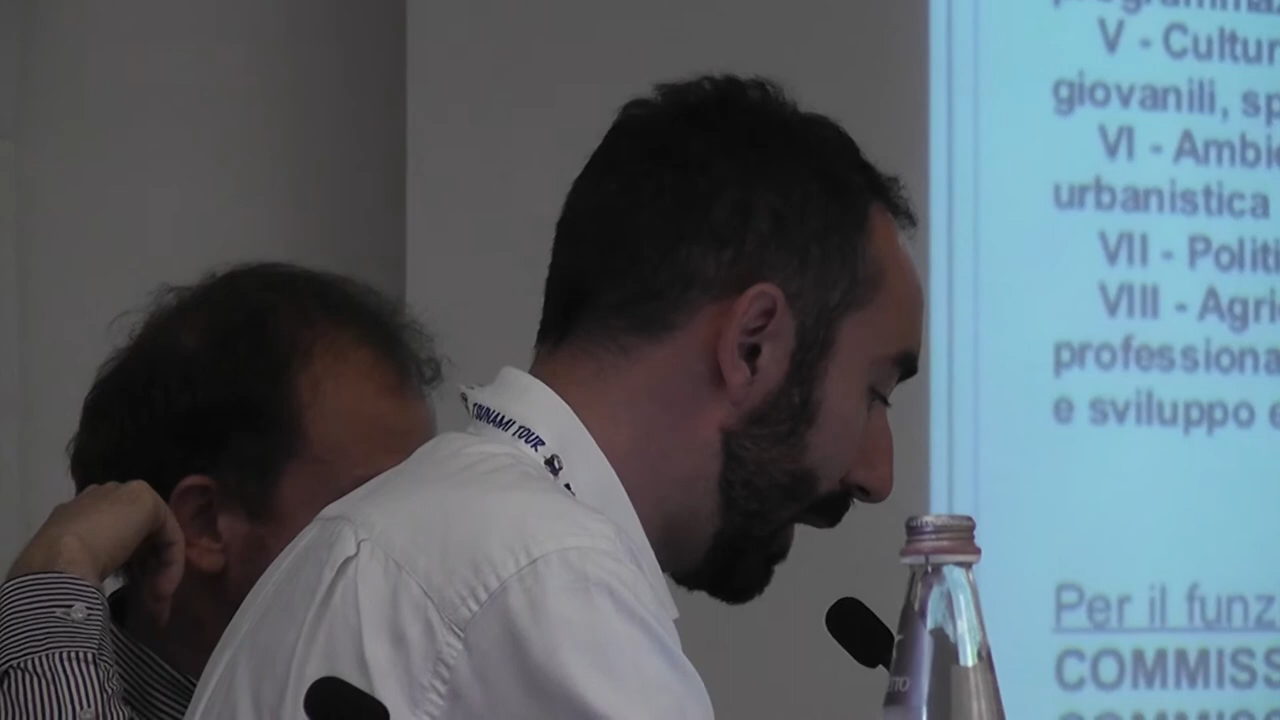 V - Cultur
giovanili, sp
VI - Ambie
urbanistica
VII - Politi
VIII - Agri
professiona
e sviluppo e
Per il funz
COMMISS
TSUNAMI TOUR